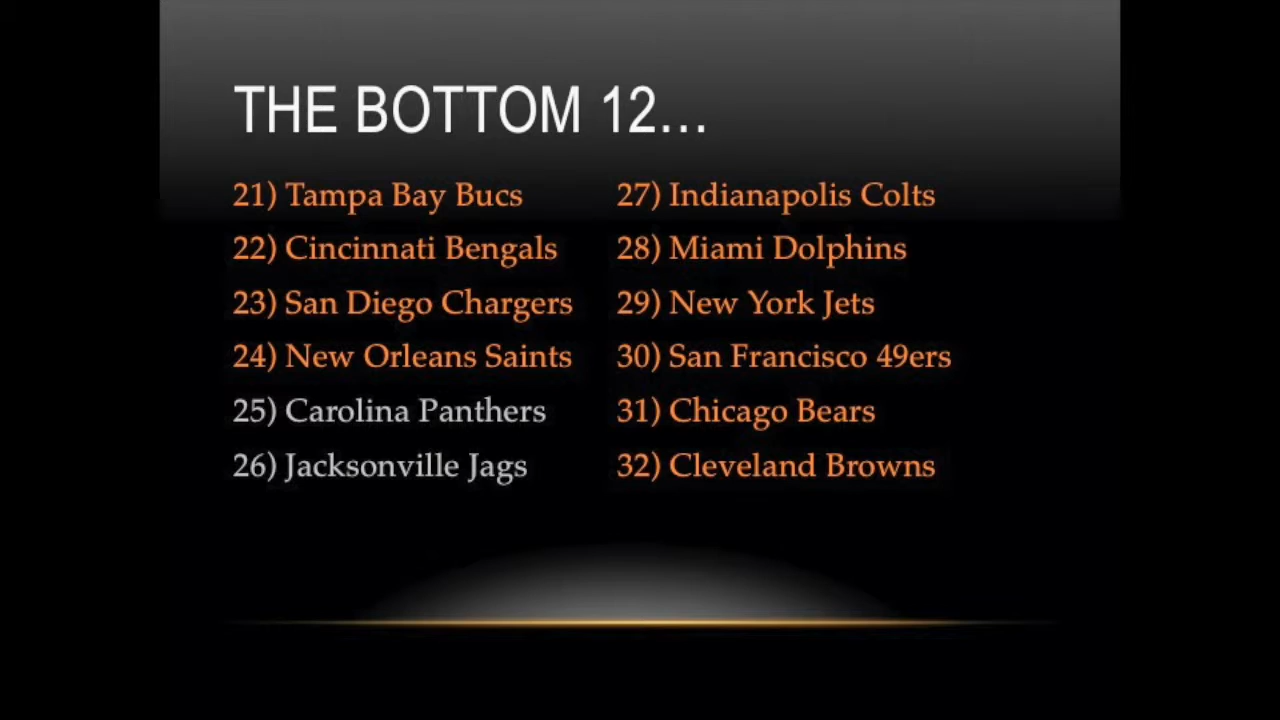 THE BOTTOM 12...
21) Tampa Bay Bucs
22) Cincinnati Bengals
23) San Diego Chargers
24) New Orleans Saints
25) Carolina Panthers
26) Jacksonville Jags
27) Indianapolis Colts
28) Miami Dolphins
29) New York Jets
30) San Francisco 49ers
31) Chicago Bears
32) Cleveland Browns